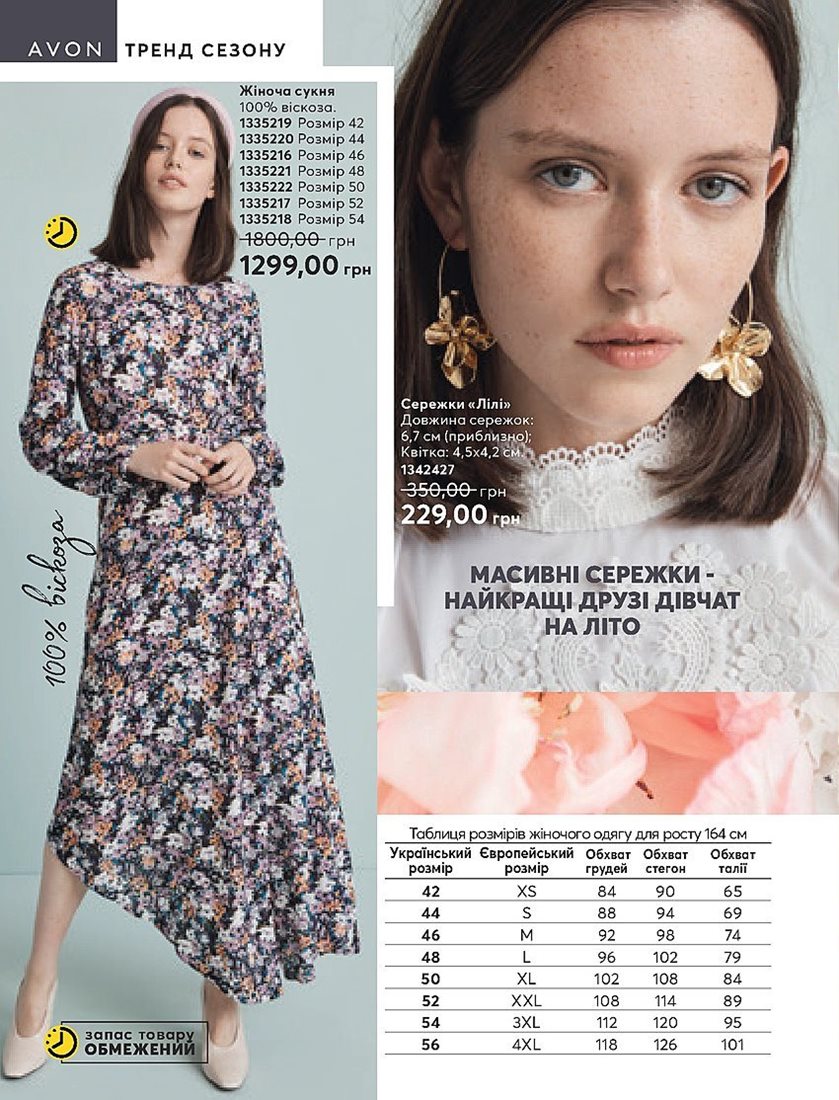 AVON ТРЕНД СЕЗОНУ
Жіноча сукня
100% віскоза.
1335219 Розмір 42
1335220 Розмір 44
1335216 Розмір 46
1335221 Розмір 48
1335222 Розмір 50
1335217 Розмір 52
1335218 Розмір 54
1800,00 грн
1299,00 грн
100% віскоза
запас товару
ОБМЕЖЕНИЙ
Сережки «Лілі»
Довжина сережок:
6,7 см (приблизно);
Квітка: 4,5х4,2 см.
1342427
350,00 грн
229,00 грн
МАСИВНІ СЕРЕЖКИ -
НАЙКРАЩІ ДРУЗІ ДІВЧАТ
НА ЛІТО
Таблиця розмірів жіночого одягу для росту 164 см
Український Європейський Обхват Обхват Обхват
розмір розмір грудей стегон талії
42 XS 84 90 65
44 S 88 94 69
46 M 92 98 74
48 L 96 102 79
50 XL 102 108 84
52 XXL 108 114 89
54 3XL 112 120 95
56 4XL 118 126 101